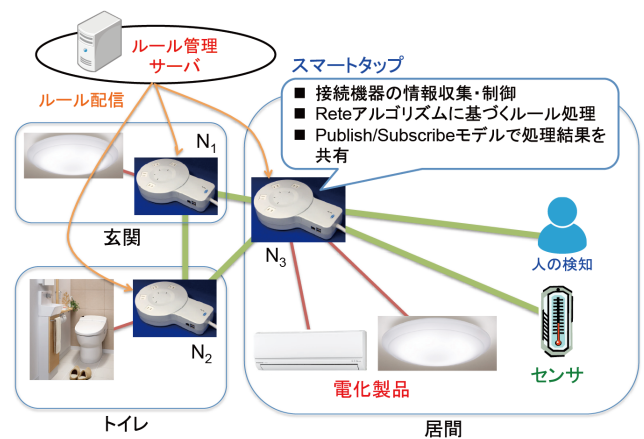 ルール管理
サーバ
スマートタップ
ルール配信
■ 接続機器の情報収集・制御
■ Reteアルゴリズムに基づくルール処理
■ Publish/Subscribeモデルで処理結果を
共有
N1
玄関
N3
人の検知
N2
電化製品
センサ
トイレ
居間